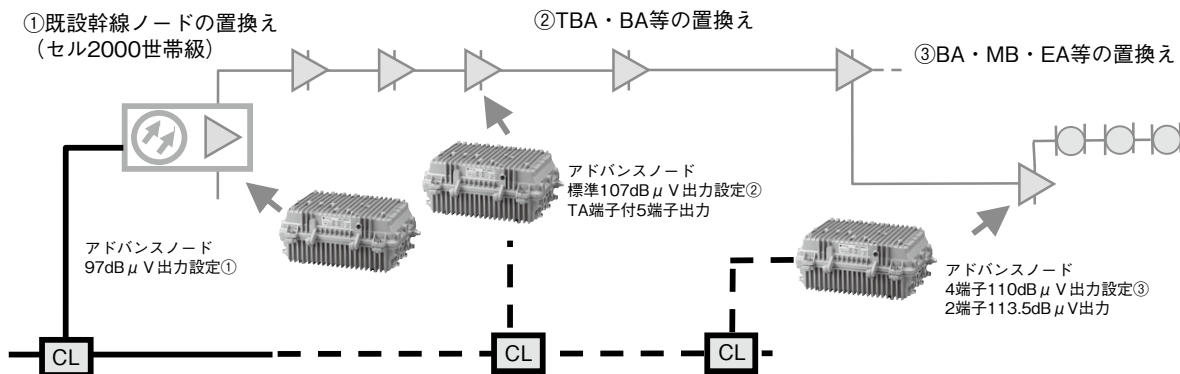 ①既設幹線ノードの置換え
（セル2000世帯級）
②TBA・BA等の置換え
③BA・MB・EA等の置換え
アドバンスノード
標準107dBμV出力設定②
TA端子付5端子出力
アドバンスノード
97dBμV出力設定①
アドバンスノード
4端子110dBμV出力設定③
2端子113.5dBμV出力
CL
CL
CL